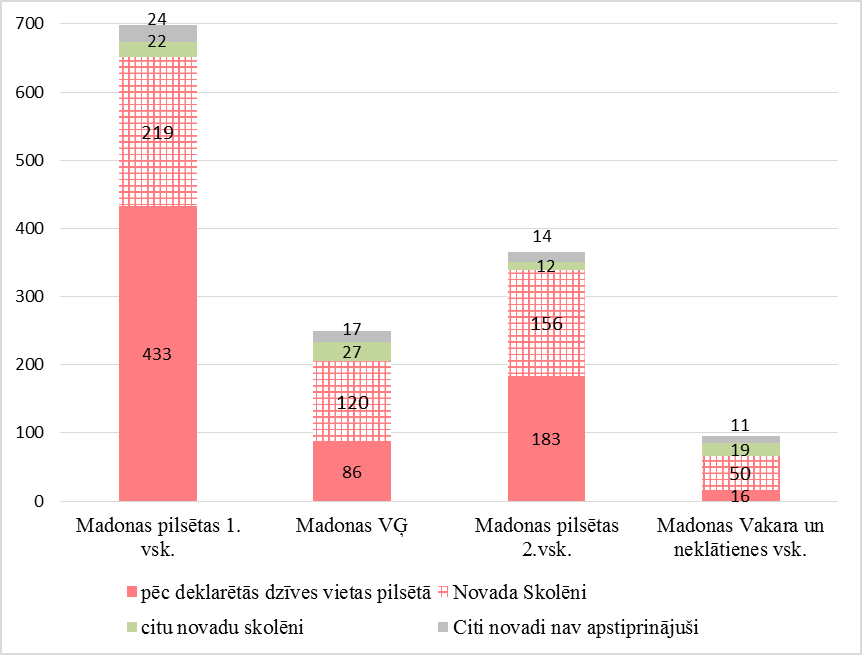 700
600
500
400
300
200
100
0
24
22
219
433
17
27
120
86
14
12
156
183
11
19
50
16
Madonas pilsētas 1.
vsk.
Madonas VĢ
Madonas pilsētas
2.vsk.
Madonas Vakara un
neklātienes vsk.
pēc deklarētās dzīves vietas pilsētā
Novada Skolēni
citu novadu skolēni
Citi novadi nav apstiprinājuši